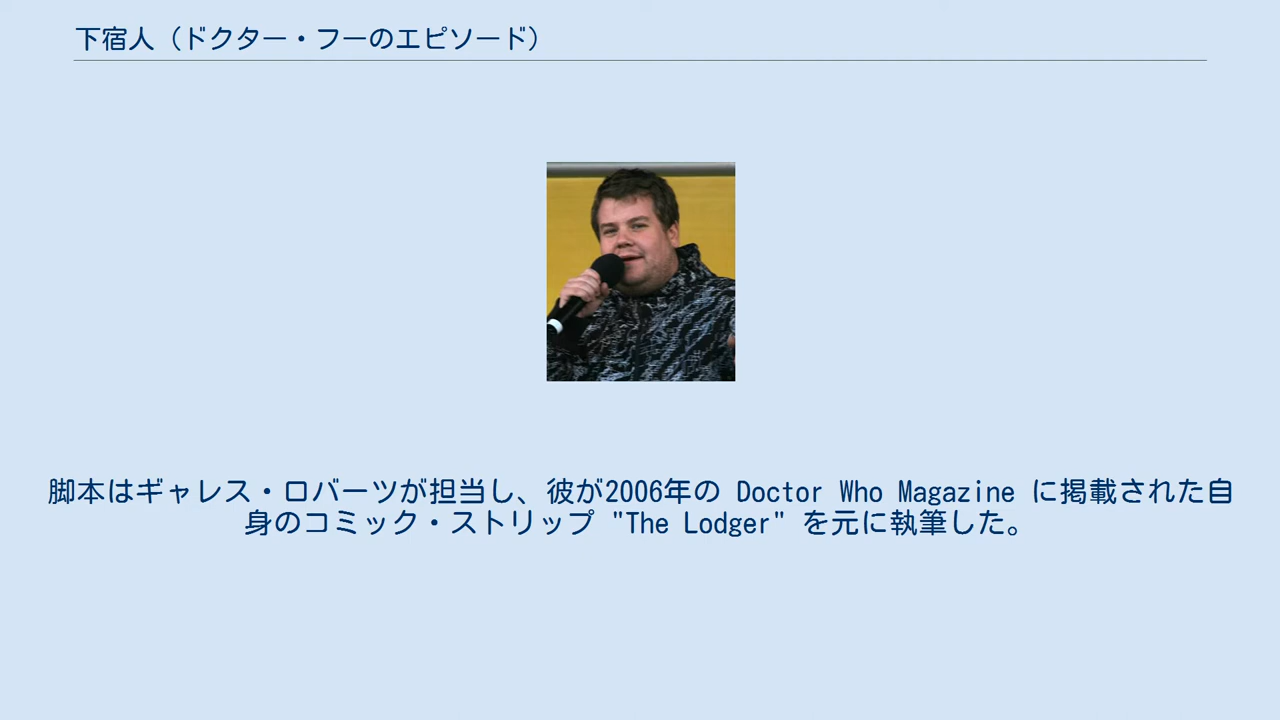 下宿人（ドクター・フーのエピソード）
脚本はギャレス・ロバーツが担当し、彼が2006年の Doctor Who Magazine に掲載された自
身のコミック・ストリップ "The Lodger" を元に執筆した。